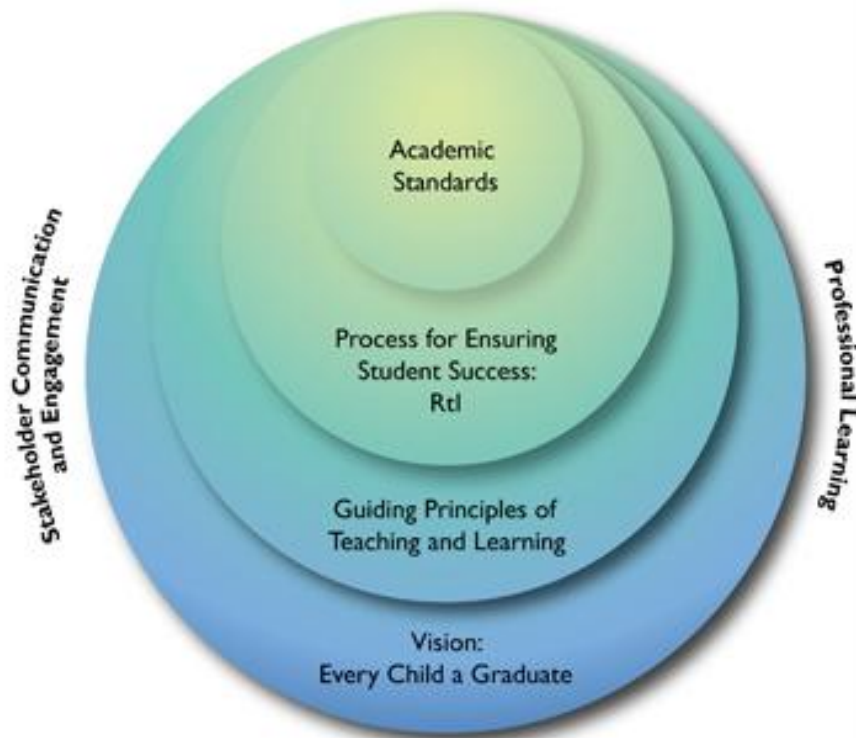 Academic
Standards
Process for Ensuring
Student Success:
RtI
Guiding Principles of
Teaching and Learning
Vision:
Every Child a Graduate
Stakeholder Communication
and Engagement
Professional Learning